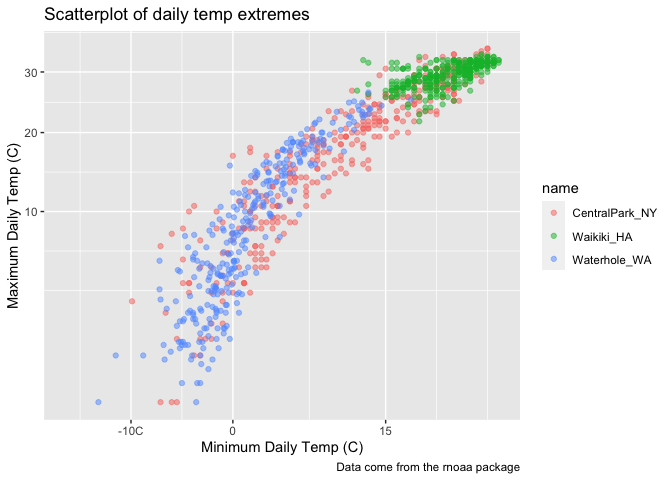 Scatterplot of daily temp extremes
Maximum Daily Temp (C)
30
20
10
-10C
0
15
Minimum Daily Temp (C)
name
CentralPark_NY
Waikiki_HA
Waterhole_WA
Data come from the rnoaa package